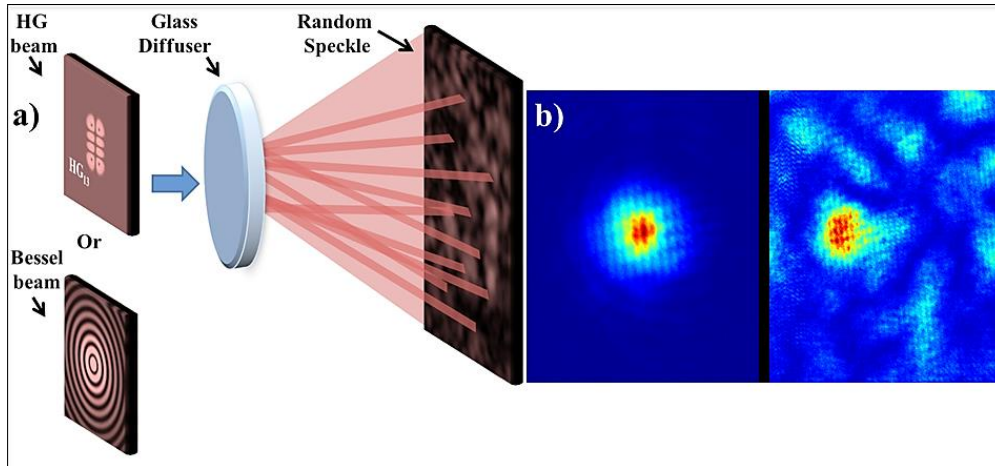 HG
beam
Glass
Diffuser
Random
Speckle
a)
HG13
Or
Bessel
beam
b)